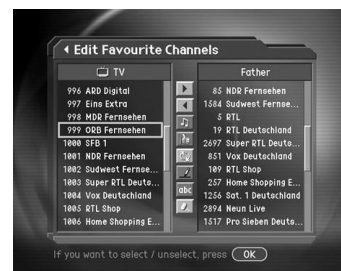 Edit Favourite Channels
TV
996 ARD Digital
997 Eins Extra
998 MDR Fernsehen
999 ORB Fernsehen
1000 SFB 1
1001 NDR Fernsehen
1002 Sudwest Fernse...
1003 Super RTL Deuts...
1004 Vox Deutschland
1005 RTL Shop
1006 Home Shopping E...
abc
Father
85 NDR Fernsehen
1584 Sudwest Fernse...
5 RTL
19 RTL Deutschland
2697 Super RTL Deuts...
851 Vox Deutschland
109 RTL Shop
257 Home Shopping E...
1256 Sat. 1 Deutschland
2894 Neun Live
1517 Pro Sieben Deuts...
If you want to select / unselect, press OK